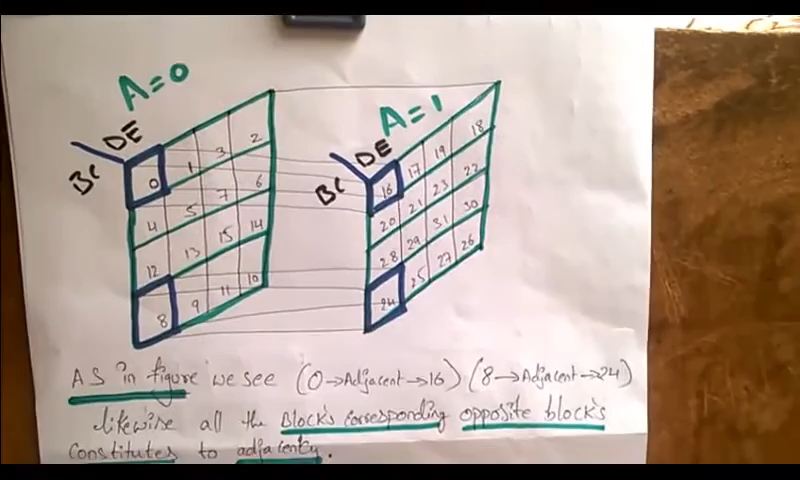 A=0
A=1
DE
BC
0 1 3 2
4 5 7 6
12 13 15 14
8 9 11 10
DE
BC
16 17 19 18
20 21 23 22
28 29 31 30
24 25 27 26
AS in figure we see (0→Adjacent→16) (8→Adjacent→24)
likewise all the Blocks corresponding opposite blocks
constitutes to adjacenty.